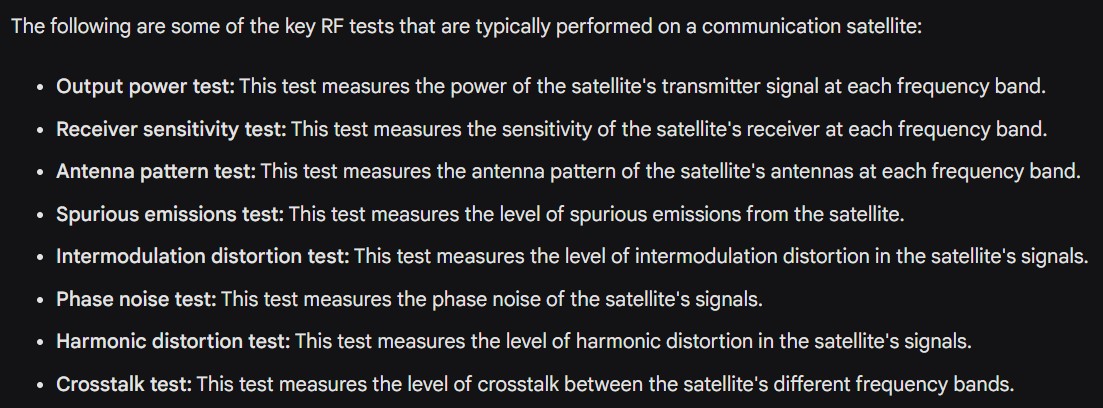 The following are some of the key RF tests that are typically performed on a communication satellite:
• Output power test: This test measures the power of the satellite's transmitter signal at each frequency band.
• Receiver sensitivity test: This test measures the sensitivity of the satellite's receiver at each frequency band.
• Antenna pattern test: This test measures the antenna pattern of the satellite's antennas at each frequency band.
• Spurious emissions test: This test measures the level of spurious emissions from the satellite.
• Intermodulation distortion test: This test measures the level of intermodulation distortion in the satellite's signals.
• Phase noise test: This test measures the phase noise of the satellite's signals.
• Harmonic distortion test: This test measures the level of harmonic distortion in the satellite's signals.
• Crosstalk test: This test measures the level of crosstalk between the satellite's different frequency bands.